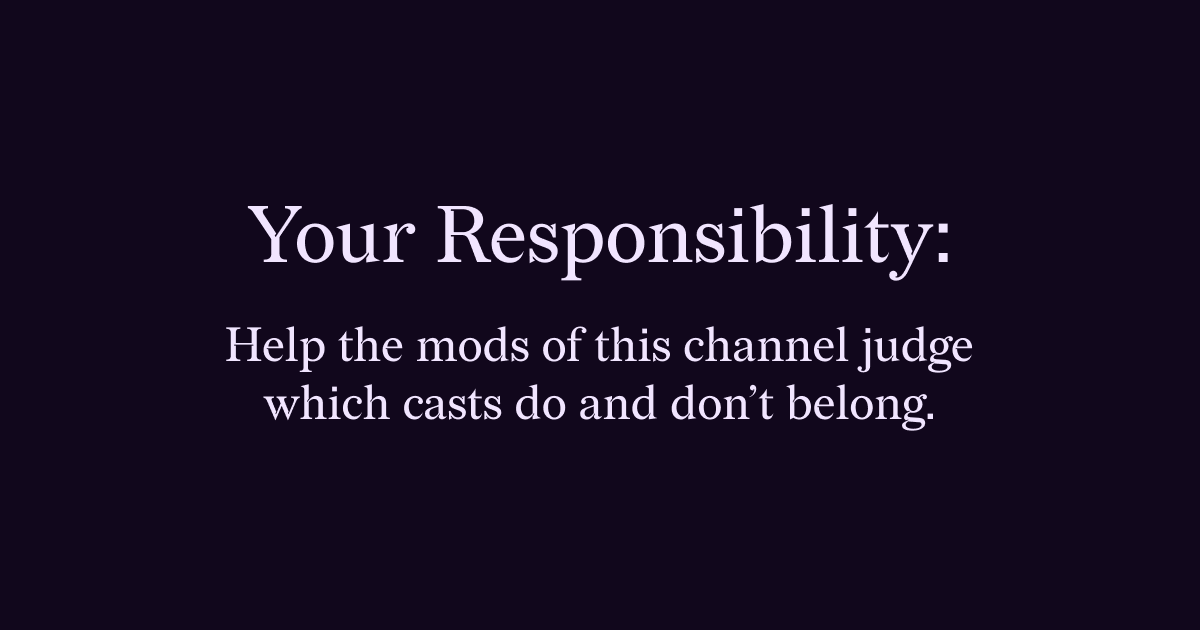 Your Responsibility:
Help the mods of this channel judge
which casts do and don’t belong.